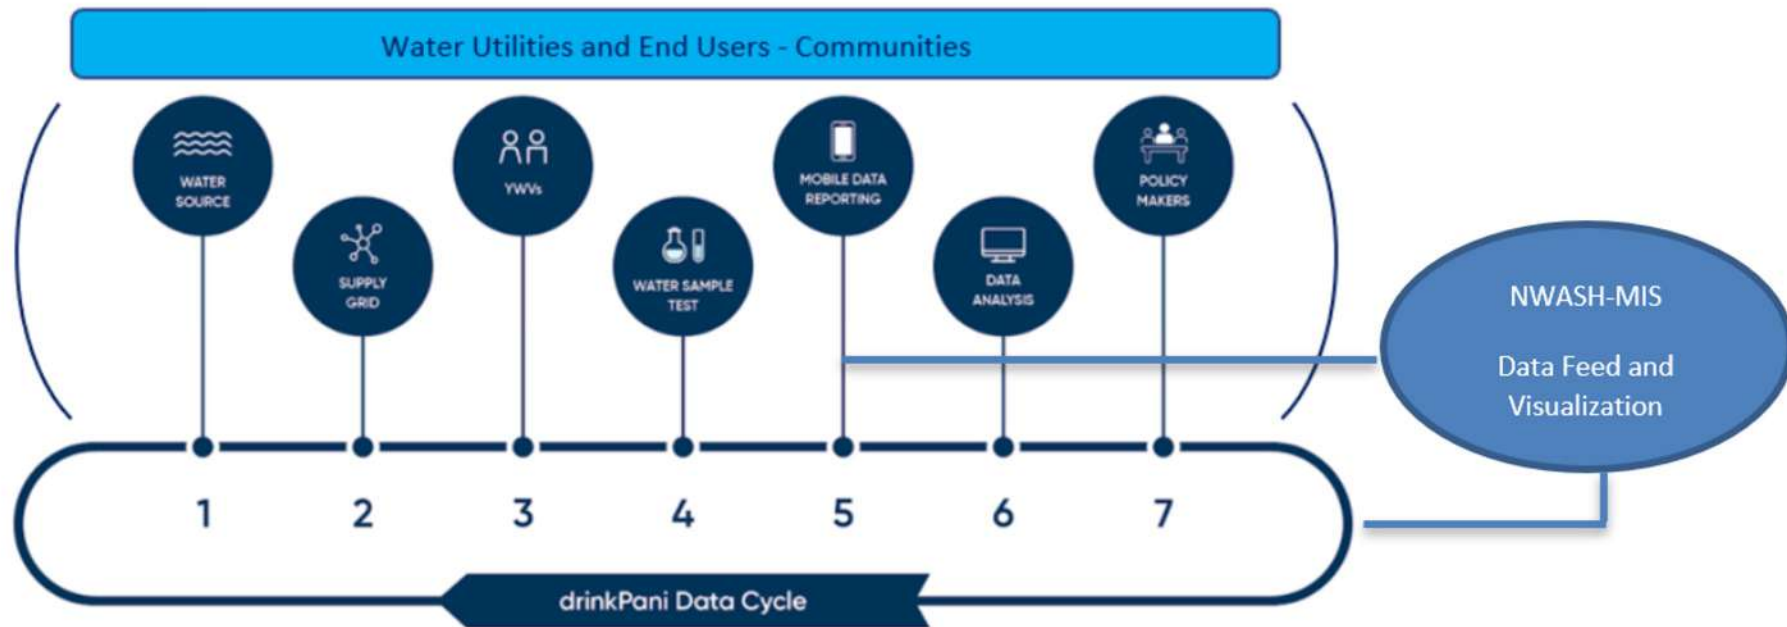 Water Utilities and End Users - Communities
WATER
SOURCE
SUPPLY
GRID
YWVs
WATER SAMPLE
TEST
MOBILE DATA
REPORTING
DATA
ANALYSIS
POLICY
MAKERS
NWASH-MIS
Data Feed and
Visualization
1 2 3 4 5 6 7
drinkPani Data Cycle